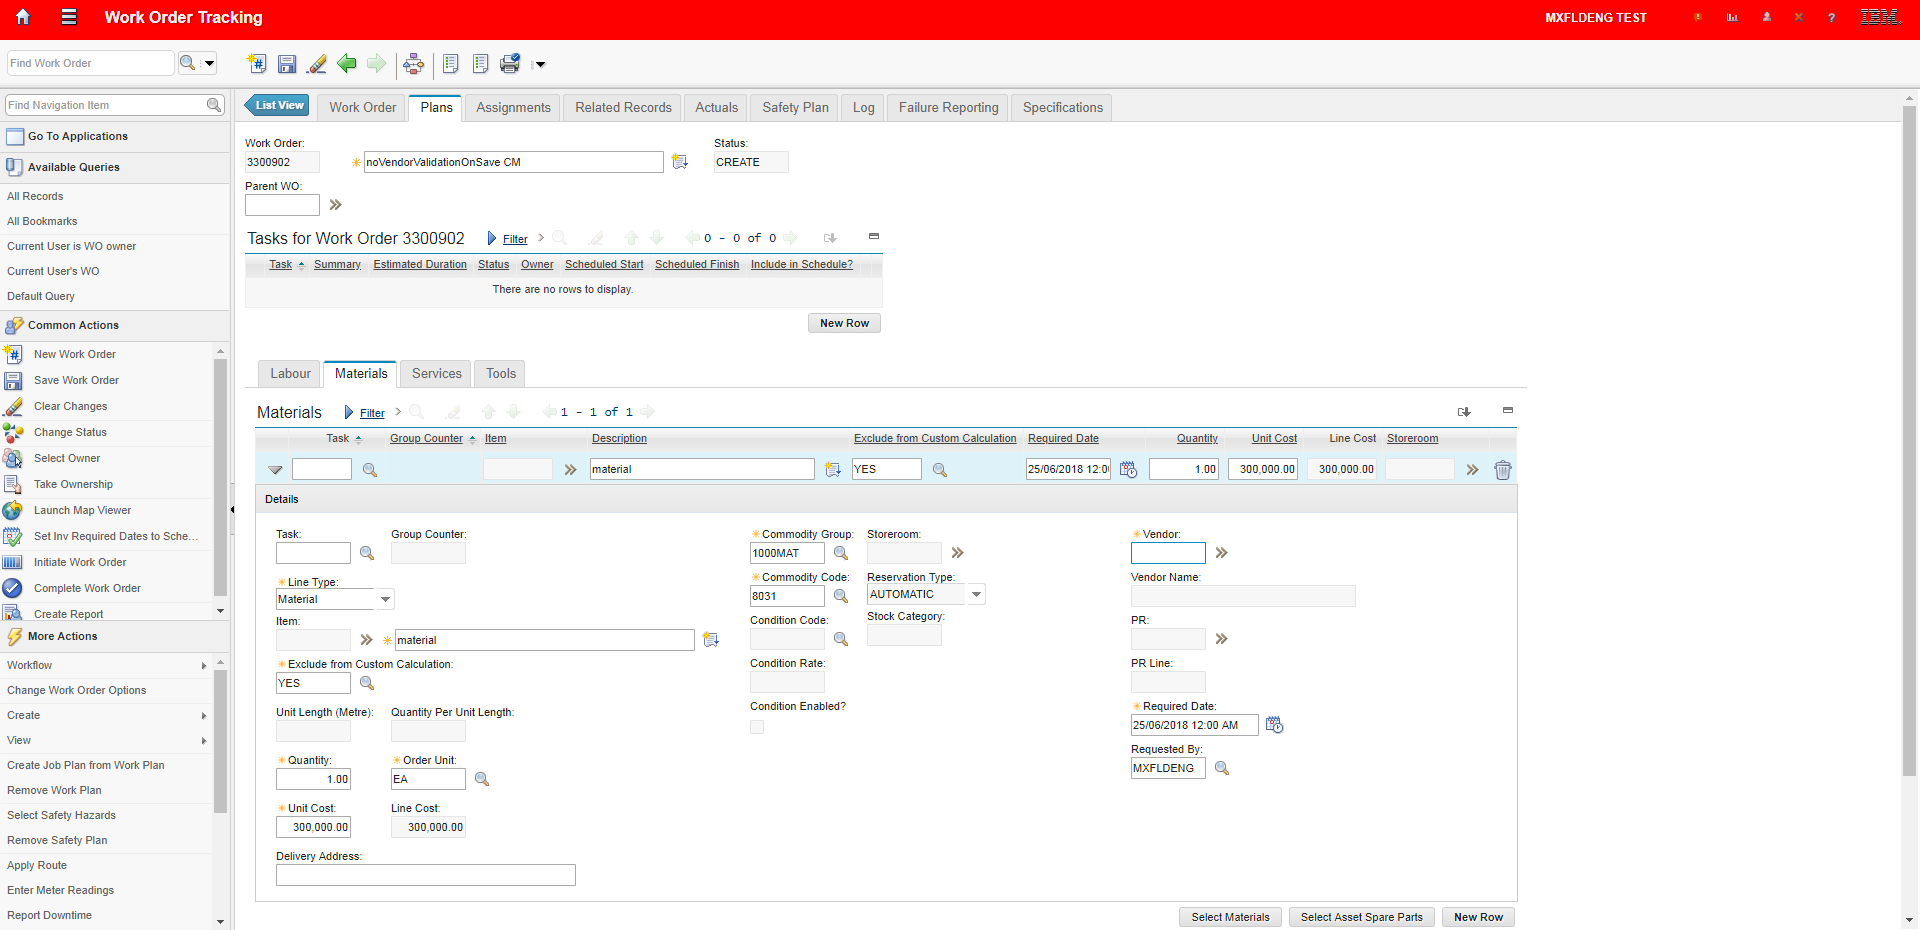 Work Order Tracking
MXFLDENG TEST
IBM.
Find Work Order
Find Navigation Item
Go To Applications
Available Queries
All Records
All Bookmarks
Current User is WO owner
Current User's WO
Default Query
Common Actions
New Work Order
Save Work Order
Clear Changes
Change Status
Select Owner
Take Ownership
Launch Map Viewer
Set Inv Required Dates to Sche...
Initiate Work Order
Complete Work Order
Create Report
More Actions
Workflow
Change Work Order Options
Create
View
Create Job Plan from Work Plan
Remove Work Plan
Select Safety Hazards
Remove Safety Plan
Apply Route
Enter Meter Readings
Report Downtime
List View Work Order Plans Assignments Related Records Actuals Safety Plan Log Failure Reporting Specifications
Work Order: Status:
3300902 noVendorValidationOnSave CM CREATE
Parent WO:
Tasks for Work Order 3300902 Filter 0 - 0 of 0
Task Summary Estimated Duration Status Owner Scheduled Start Scheduled Finish Include in Schedule?
There are no rows to display.
New Row
Labour Materials Services Tools
Materials Filter 1 - 1 of 1
Task Group Counter Item Description Exclude from Custom Calculation Required Date Quantity Unit Cost Line Cost Storeroom
material YES 25/06/2018 12:0 1.00 300,000.00 300,000.00
Details
Task: Group Counter: Commodity Group: Storeroom: Vendor:
1000MAT
Line Type: Commodity Code: Reservation Type: Vendor Name:
Material 8031 AUTOMATIC
Item: Condition Code: Stock Category: PR:
material
Exclude from Custom Calculation: Condition Rate: PR Line:
YES
Unit Length (Metre): Quantity Per Unit Length: Condition Enabled? Required Date:
25/06/2018 12:00 AM
Quantity: Order Unit: Requested By:
1.00 EA MXFLDENG
Unit Cost: Line Cost:
300,000.00 300,000.00
Delivery Address:
Select Materials Select Asset Spare Parts New Row